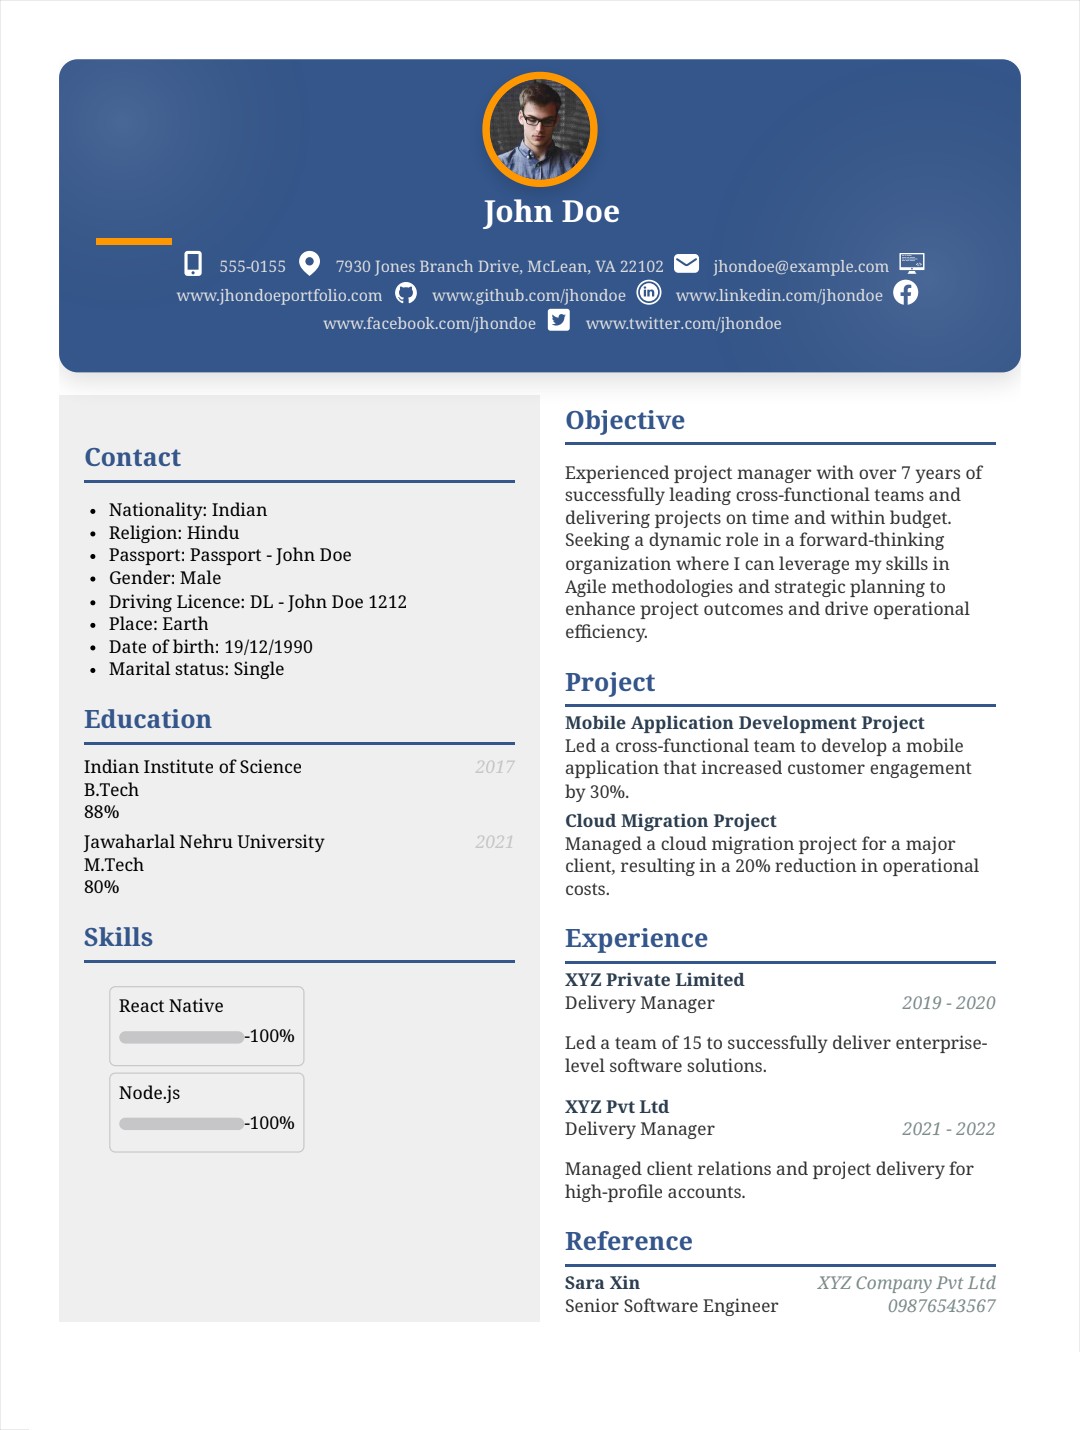 John Doe
555-0155 7930 Jones Branch Drive, McLean, VA 22102 jhondoe@example.com
www.jhondoeportfolio.com www.github.com/jhondoe www.linkedin.com/jhondoe
www.facebook.com/jhondoe www.twitter.com/jhondoe
Contact
• Nationality: Indian
• Religion: Hindu
• Passport: Passport - John Doe
• Gender: Male
• Driving Licence: DL - John Doe 1212
• Place: Earth
• Date of birth: 19/12/1990
• Marital status: Single
Education
Indian Institute of Science 2017
B.Tech
88%
Jawaharlal Nehru University 2021
M.Tech
80%
Skills
React Native
-100%
Node.js
-100%
Objective
Experienced project manager with over 7 years of
successfully leading cross-functional teams and
delivering projects on time and within budget.
Seeking a dynamic role in a forward-thinking
organization where I can leverage my skills in
Agile methodologies and strategic planning to
enhance project outcomes and drive operational
efficiency.
Project
Mobile Application Development Project
Led a cross-functional team to develop a mobile
application that increased customer engagement
by 30%.
Cloud Migration Project
Managed a cloud migration project for a major
client, resulting in a 20% reduction in operational
costs.
Experience
XYZ Private Limited
Delivery Manager 2019 - 2020
Led a team of 15 to successfully deliver enterprise-
level software solutions.
XYZ Pvt Ltd
Delivery Manager 2021 - 2022
Managed client relations and project delivery for
high-profile accounts.
Reference
Sara Xin XYZ Company Pvt Ltd
Senior Software Engineer 09876543567